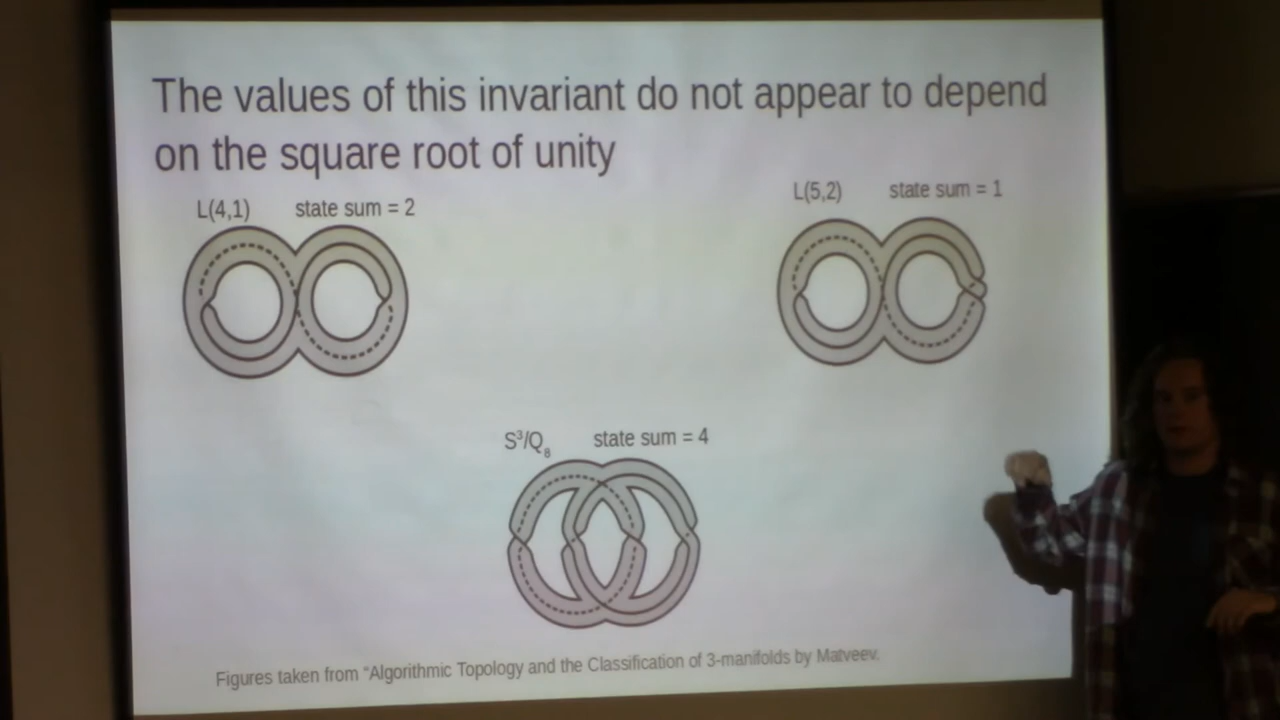 The values of this invariant do not appear to depend
on the square root of unity
L(4,1) state sum = 2
L(5,2) state sum = 1
S³/Q₈ state sum = 4
Figures taken from “Algorithmic Topology and the Classification of 3-manifolds by Matveev.